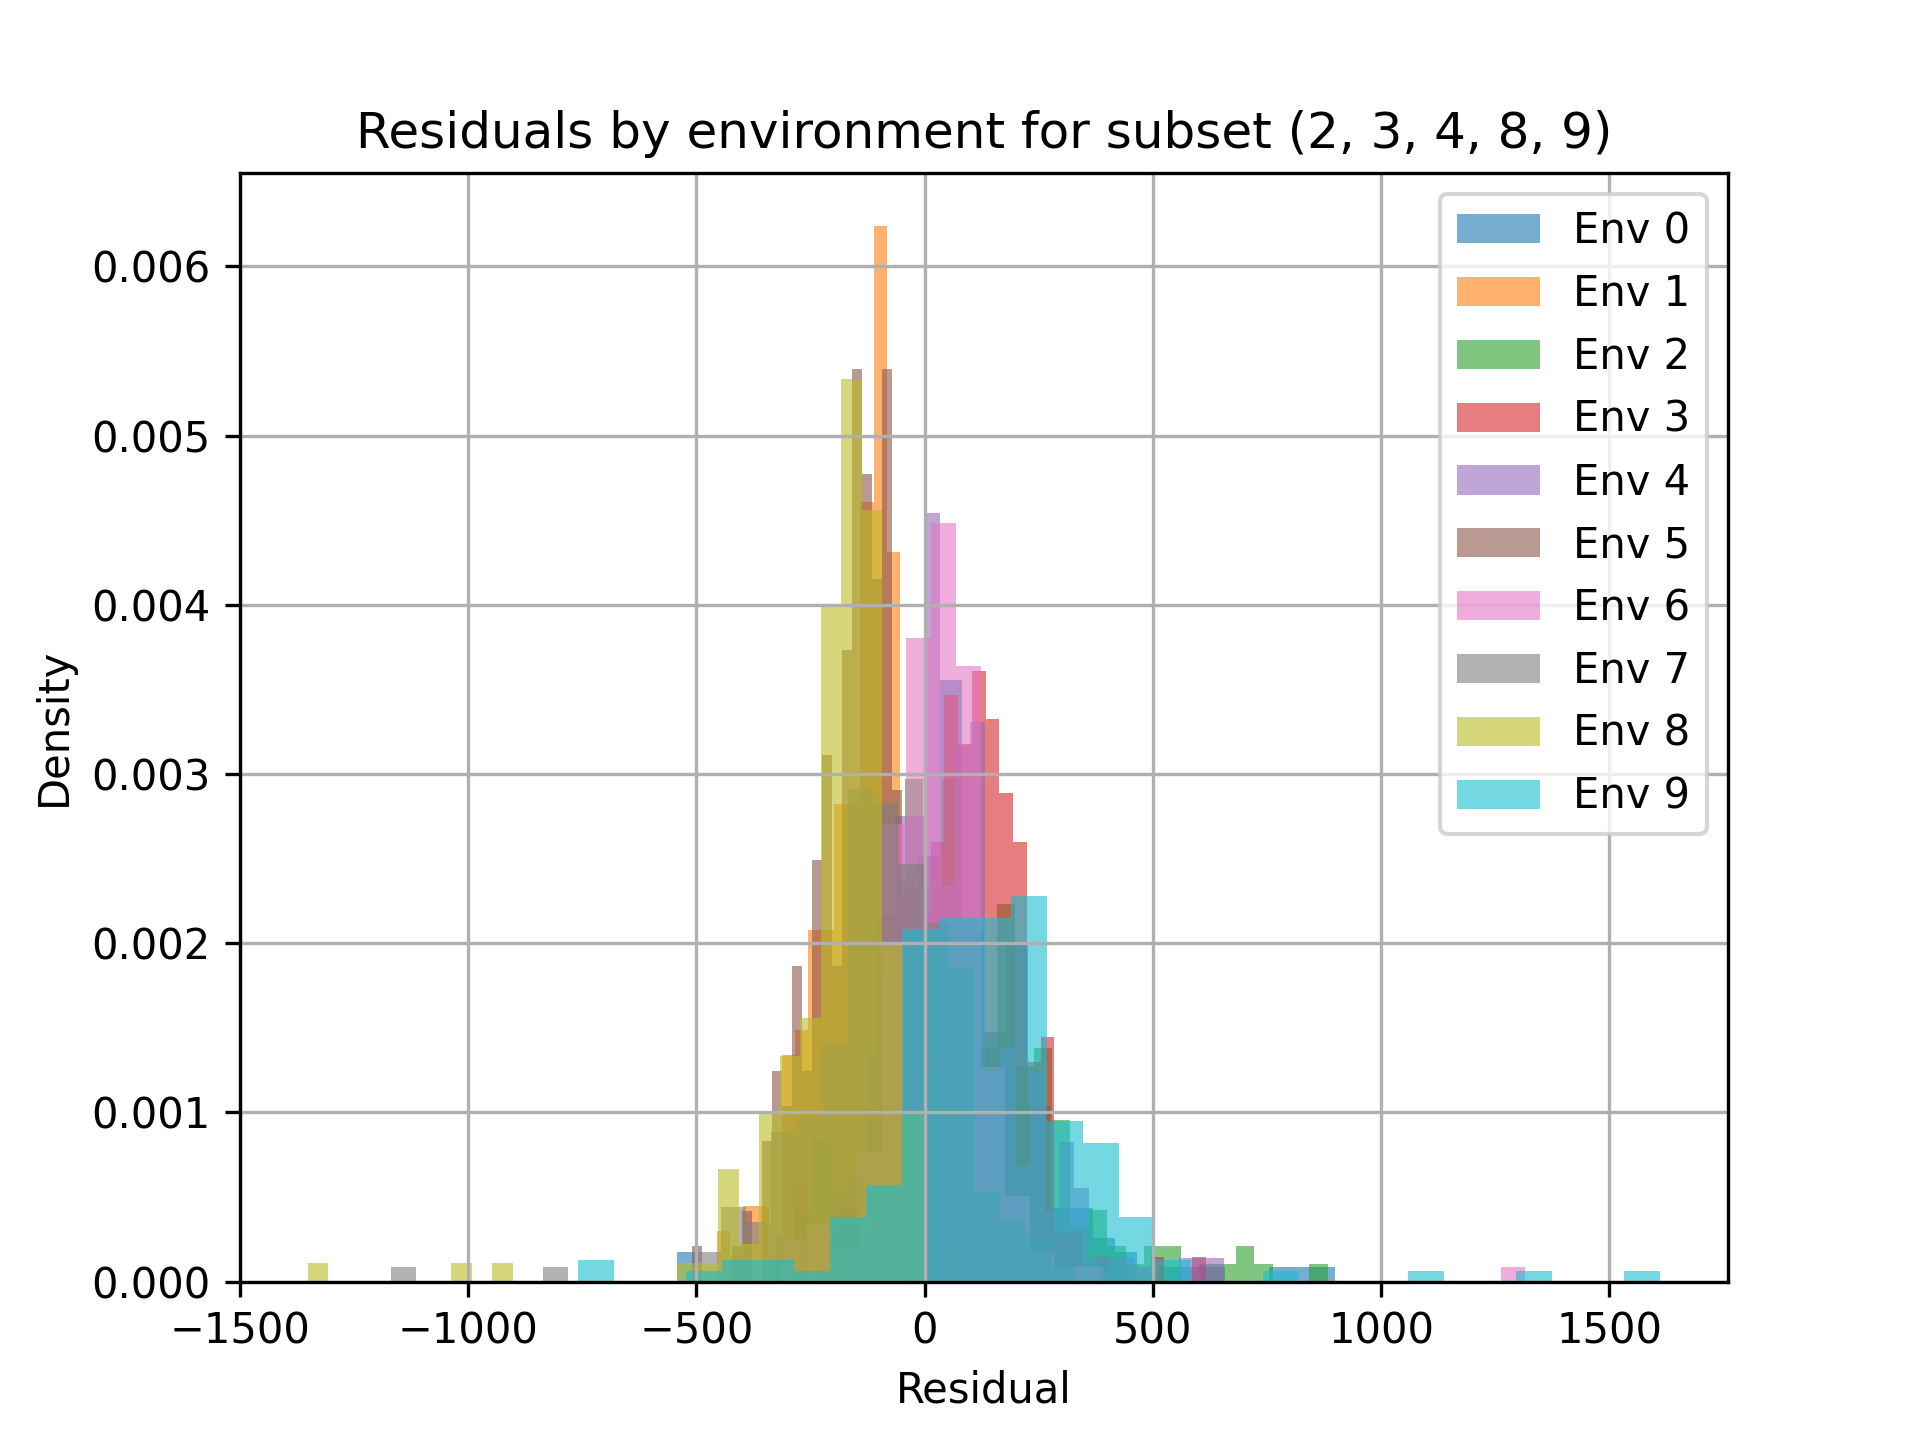 Residuals by environment for subset (2, 3, 4, 8, 9)
Env 0
Env 1
Env 2
Env 3
Env 4
Env 5
Env 6
Env 7
Env 8
Env 9
0.006
0.005
0.004
0.003
0.002
0.001
0.000
Density
−1500 −1000 −500 0 500 1000 1500
Residual